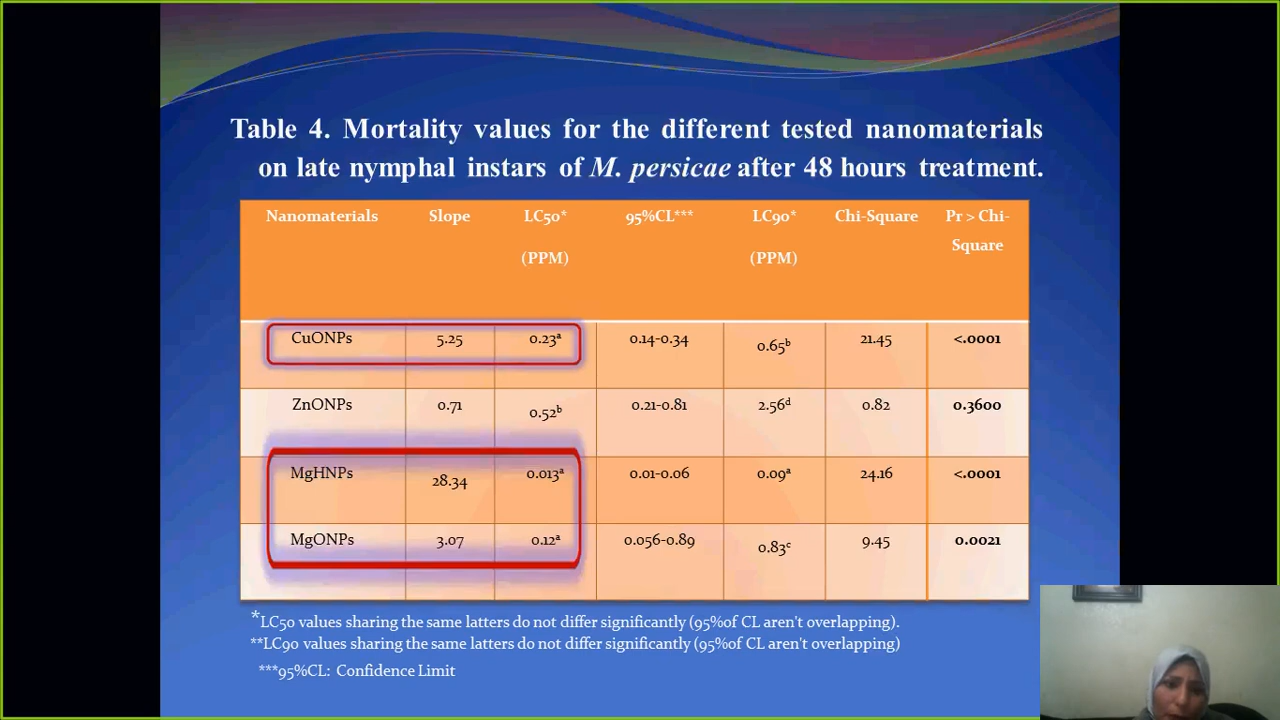 Table 4. Mortality values for the different tested nanomaterials
on late nymphal instars of M. persicae after 48 hours treatment.
Nanomaterials Slope LC50* (PPM) 95%CL*** LC90* (PPM) Chi-Square Pr > Chi-Square
CuONPs 5.25 0.23ᵃ 0.14-0.34 0.65ᵇ 21.45 <.0001
ZnONPs 0.71 0.52ᵇ 0.21-0.81 2.56ᵈ 0.82 0.3600
MgHNPs 28.34 0.013ᵃ 0.01-0.06 0.09ᵃ 24.16 <.0001
MgONPs 3.07 0.12ᵃ 0.056-0.89 0.83ᶜ 9.45 0.0021
*LC50 values sharing the same latters do not differ significantly (95%of CL aren't overlapping).
**LC90 values sharing the same latters do not differ significantly (95%of CL aren't overlapping)
***95%CL: Confidence Limit